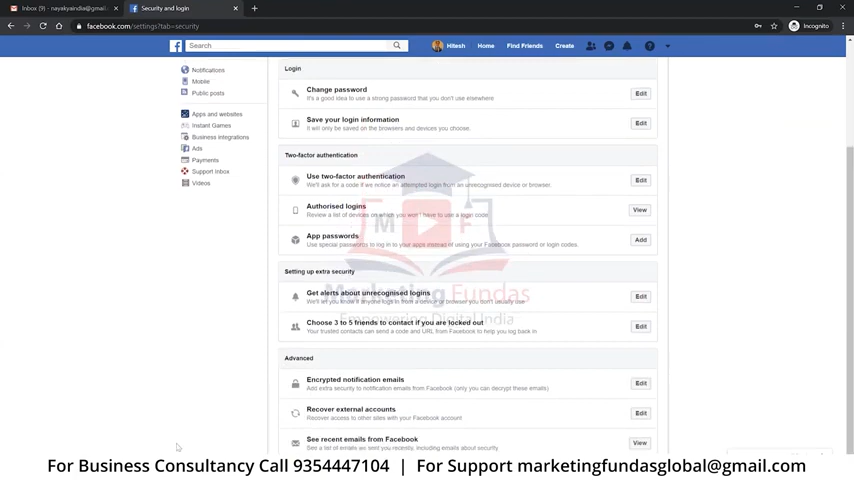 Inbox (9) - nayakyaindia@gmail.c
Security and login
facebook.com/settings?tab=security
Incognito
Search
Hitesh
Home
Find Friends
Create
Notifications
Mobile
Public posts
Apps and websites
Instant Games
Business integrations
Ads
Payments
Support Inbox
Videos
Login
Change password
It's a good idea to use a strong password that you don't use elsewhere
Edit
Save your login information
It will only be saved on the browsers and devices you choose.
Edit
Two-factor authentication
Use two-factor authentication
We'll ask for a code if we notice an attempted login from an unrecognised device or browser.
Edit
Authorised logins
Review a list of devices on which you won't have to use a login code
View
App passwords
Use special passwords to log in to your apps instead of using your Facebook password or login codes.
Add
Setting up extra security
Get alerts about unrecognised logins
We'll let you know if anyone logs in from a device or browser you don't usually use
Edit
Choose 3 to 5 friends to contact if you are locked out
Your trusted contacts can send a code and URL from Facebook to help you log back in
Edit
Advanced
Encrypted notification emails
Add extra security to notification emails from Facebook (only you can decrypt these emails)
Edit
Recover external accounts
Recover access to other sites with your Facebook account
Edit
See recent emails from Facebook
See a list of emails we sent you recently, including emails about security
View
M F
Marketing Fundas
Empowering Digital India
For Business Consultancy Call 9354447104 | For Support marketingfundasglobal@gmail.com